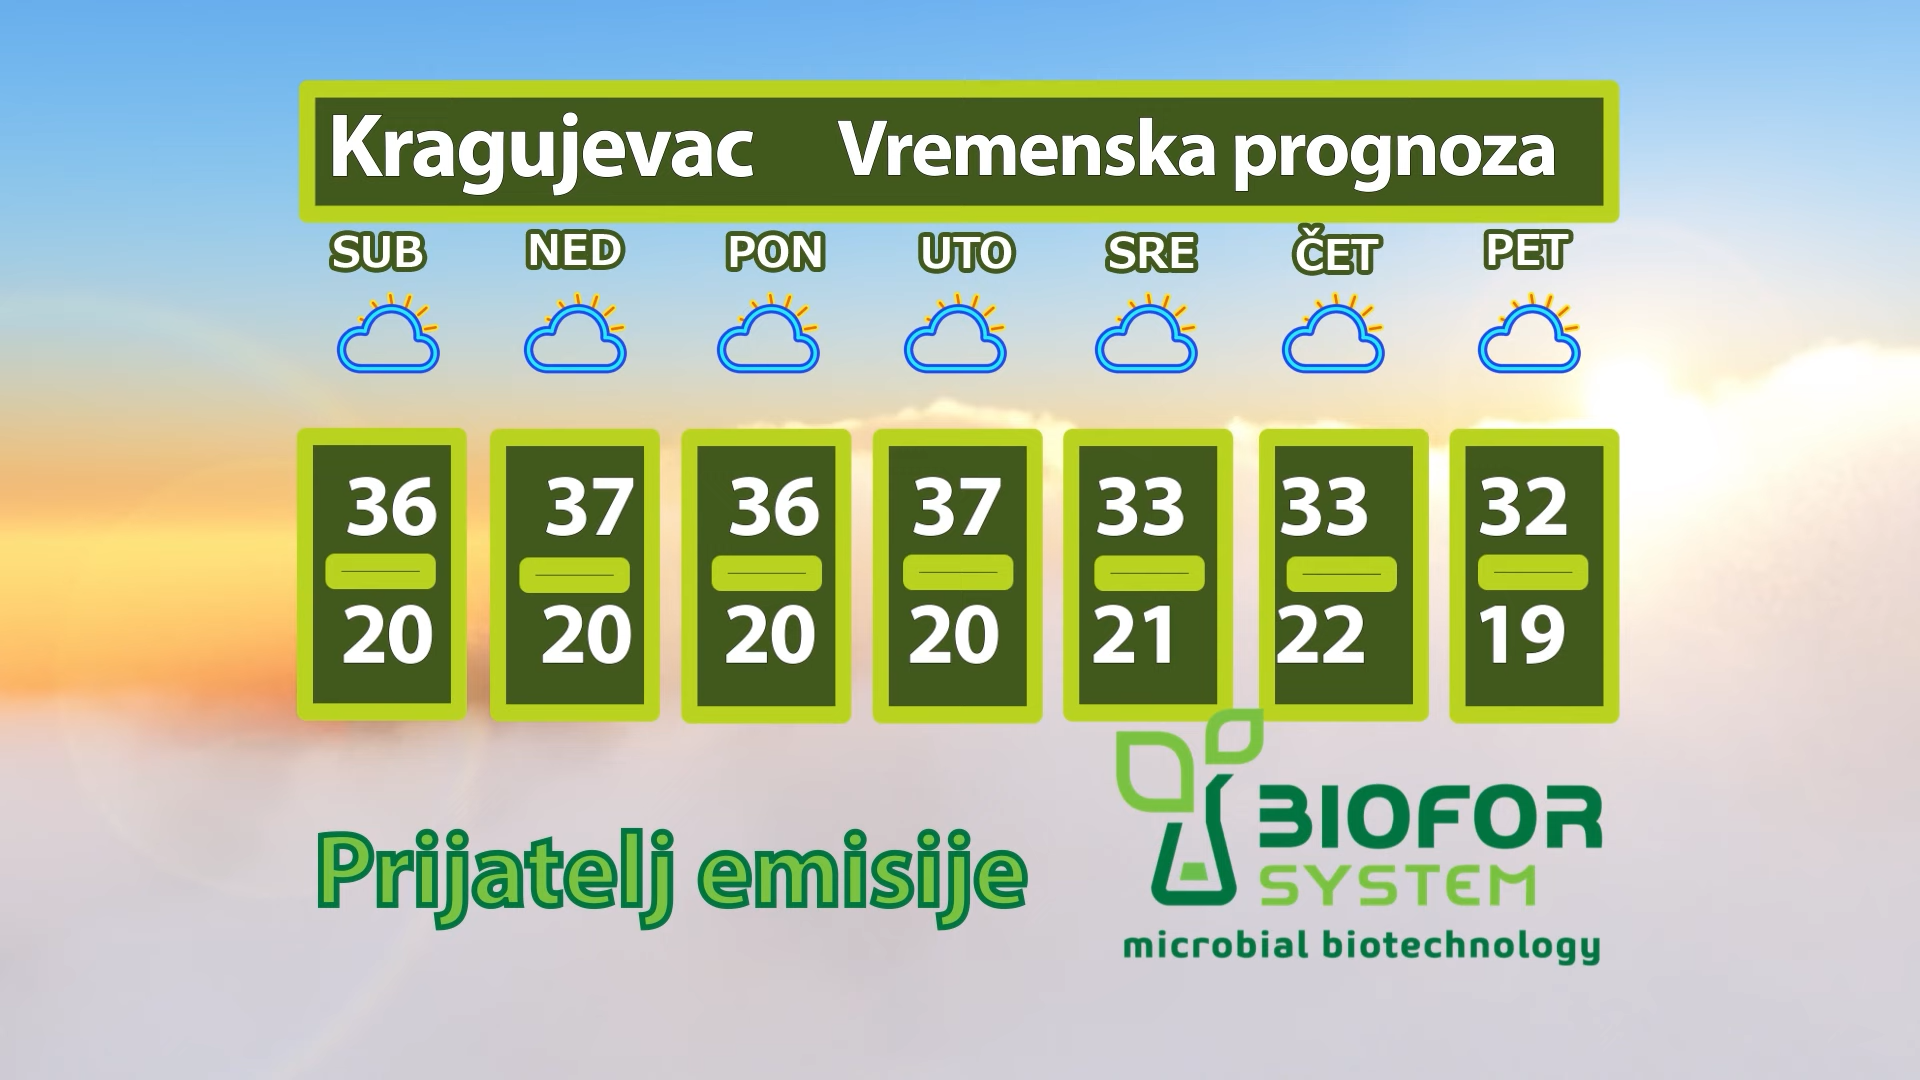 Kragujevac Vremenska prognoza
SUB NED PON UTO SRE ČET PET
36 37 36 37 33 33 32
20 20 20 20 21 22 19
Prijatelj emisije
BIOFOR
SYSTEM
microbial biotechnology